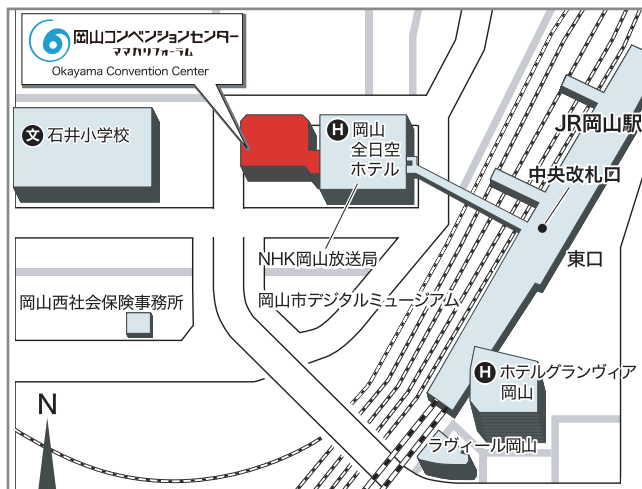 岡山コンベンションセンター
ママカリフォーラム
Okayama Convention Center
文 石井小学校
H 岡山
全日空
ホテル
JR岡山駅
中央改札口
東口
NHK岡山放送局
岡山市デジタルミュージアム
岡山西社会保険事務所
H ホテルグランヴィア
岡山
ラヴィール岡山
N